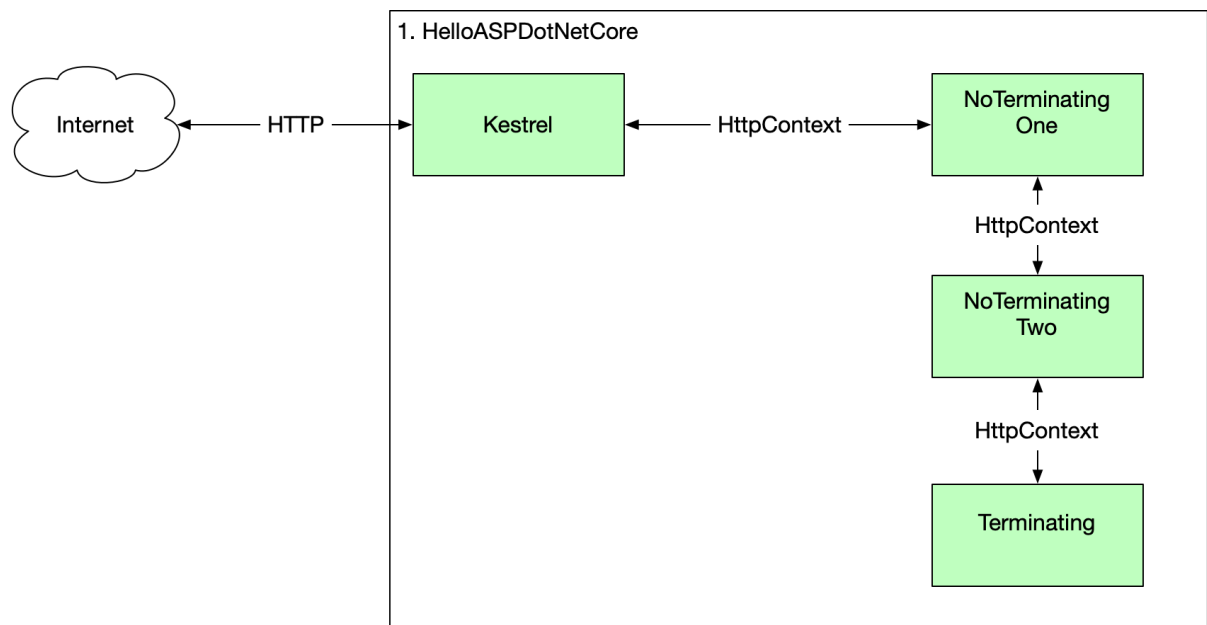 1. HelloASPDotNetCore
Internet
HTTP
Kestrel
HttpContext
NoTerminating
One
HttpContext
NoTerminating
Two
HttpContext
Terminating